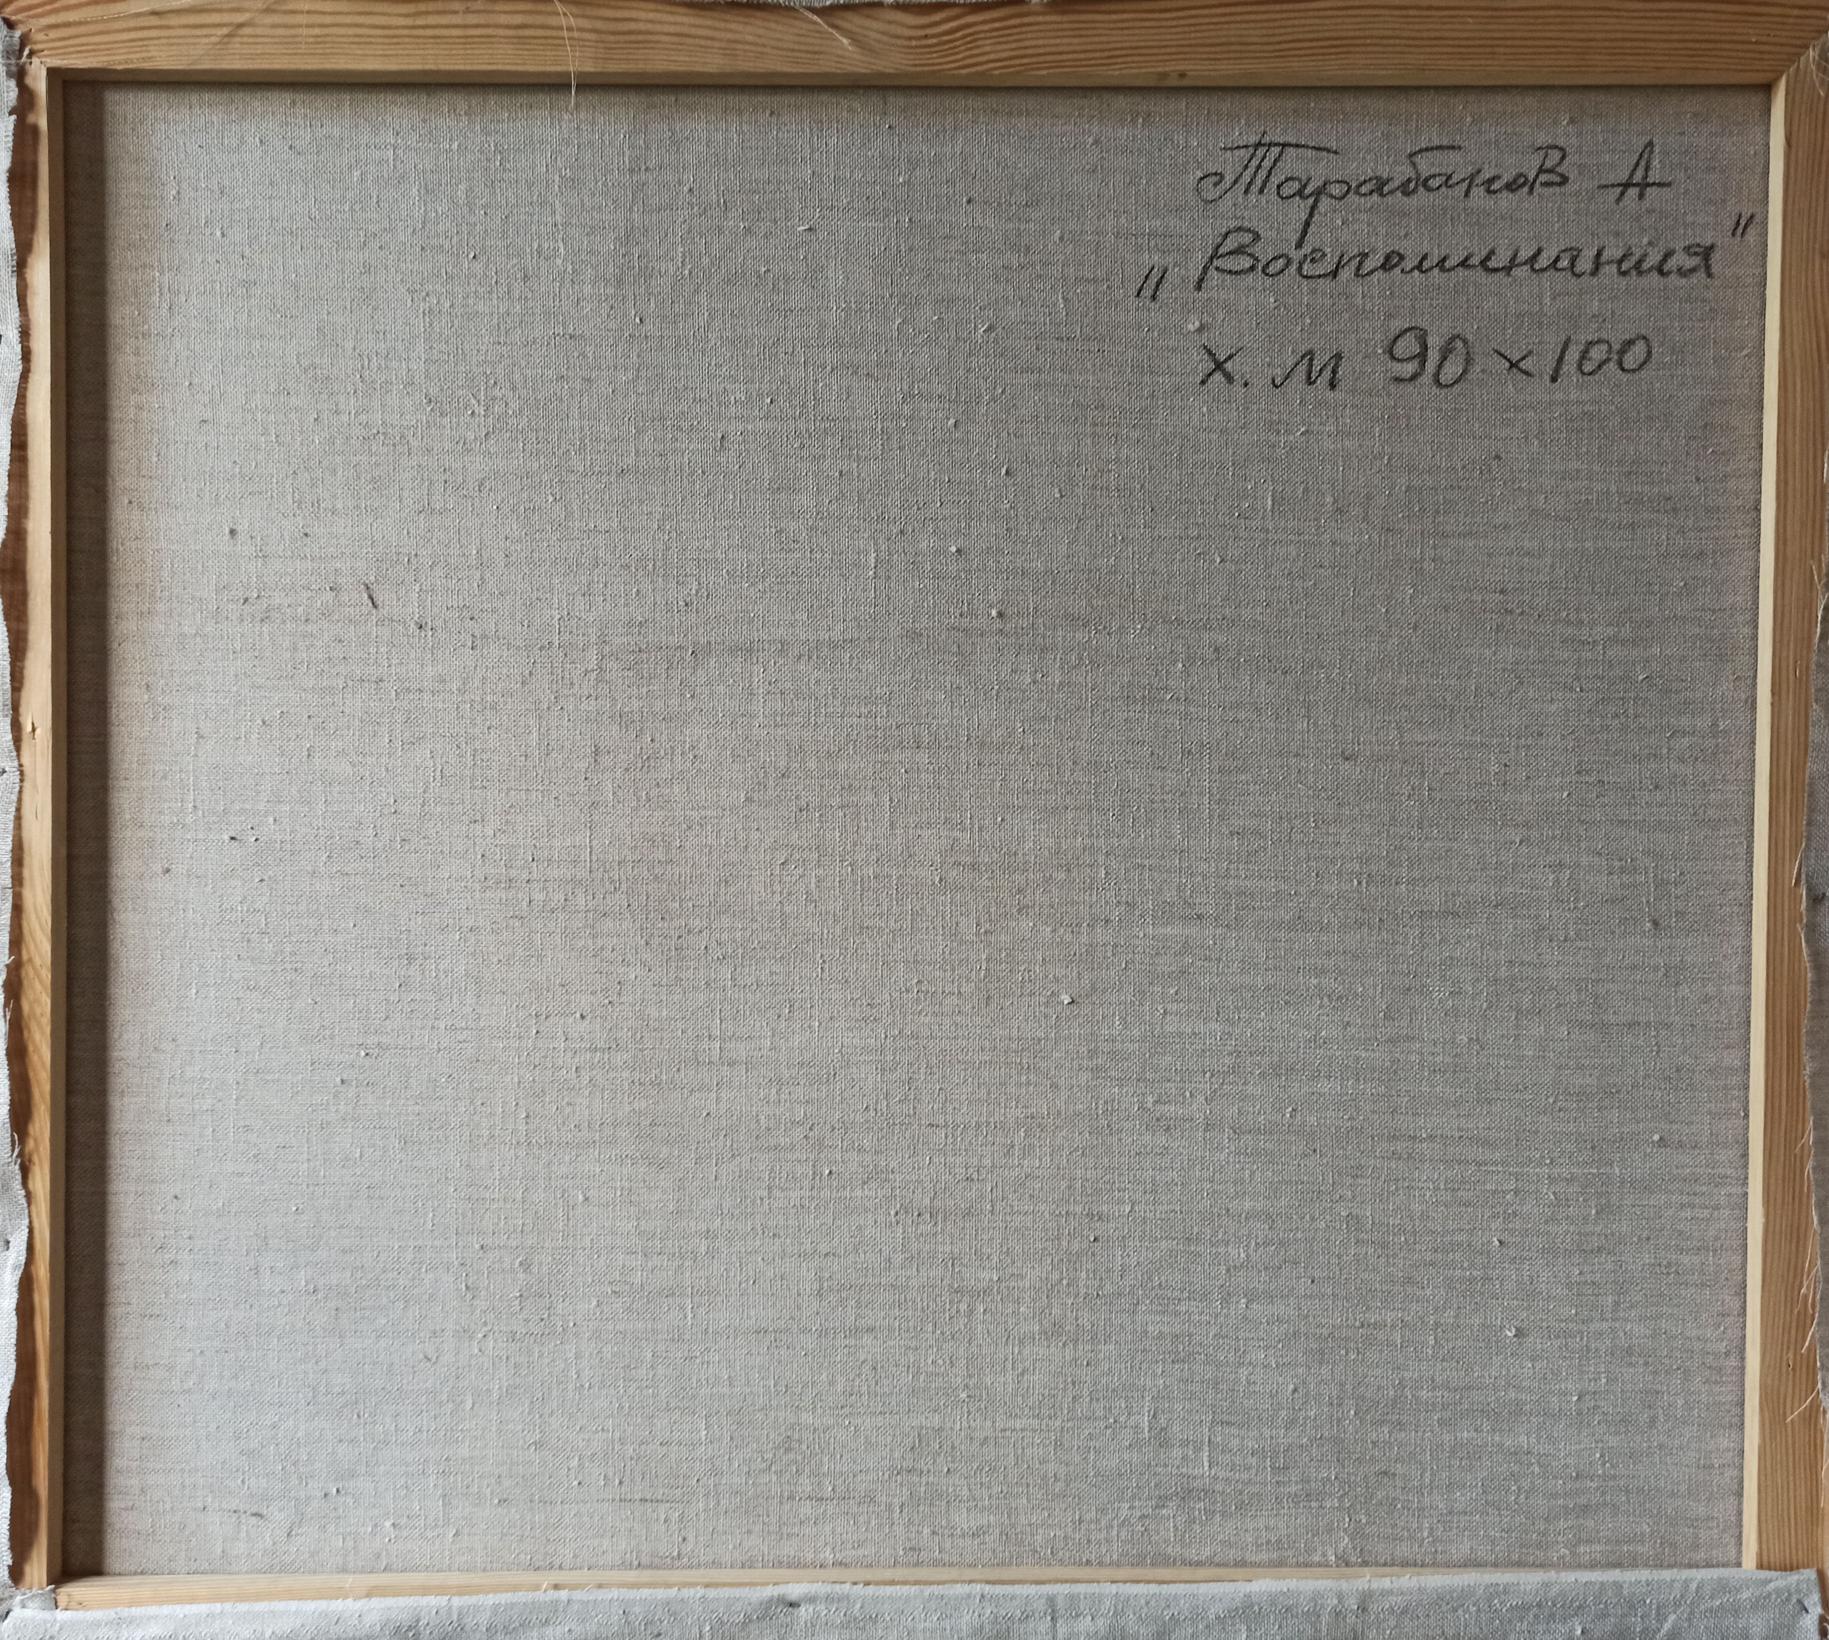 Тарабанов А
„Воспоминания"
х. м 90 х 100